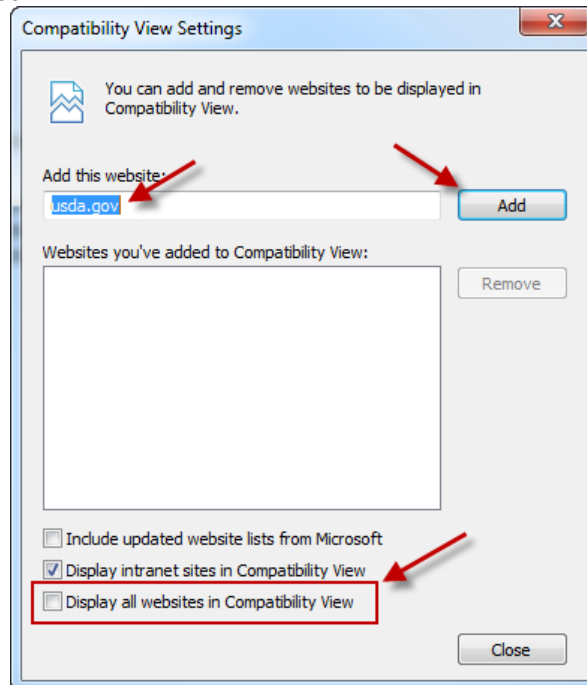 Compatibility View Settings
You can add and remove websites to be displayed in
Compatibility View.
Add this website:
usda.gov
Add
Websites you've added to Compatibility View:
Remove
Include updated website lists from Microsoft
Display intranet sites in Compatibility View
Display all websites in Compatibility View
Close